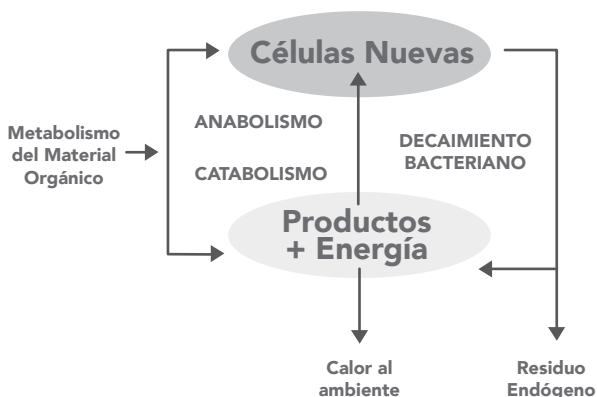 Células Nuevas
ANABOLISMO
Metabolismo
del Material
Orgánico
DECAIMIENTO
BACTERIANO
CATABOLISMO
Productos
+ Energía
Calor al
ambiente
Residuo
Endógeno